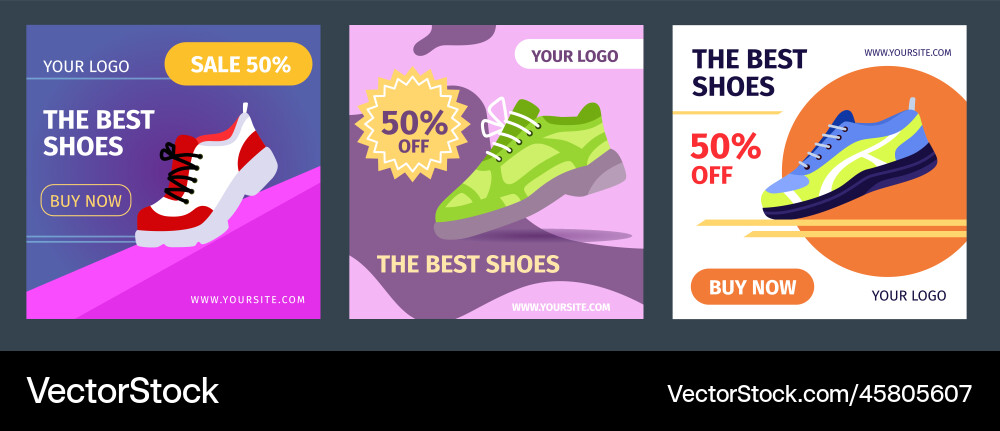 YOUR LOGO
SALE 50%
THE BEST
SHOES
BUY NOW
WWW.YOURSITE.COM
YOUR LOGO
50%
OFF
THE BEST SHOES
WWW.YOURSITE.COM
THE BEST
SHOES
WWW.YOURSITE.COM
50%
OFF
BUY NOW
YOUR LOGO
VectorStock
VectorStock.com/45805607